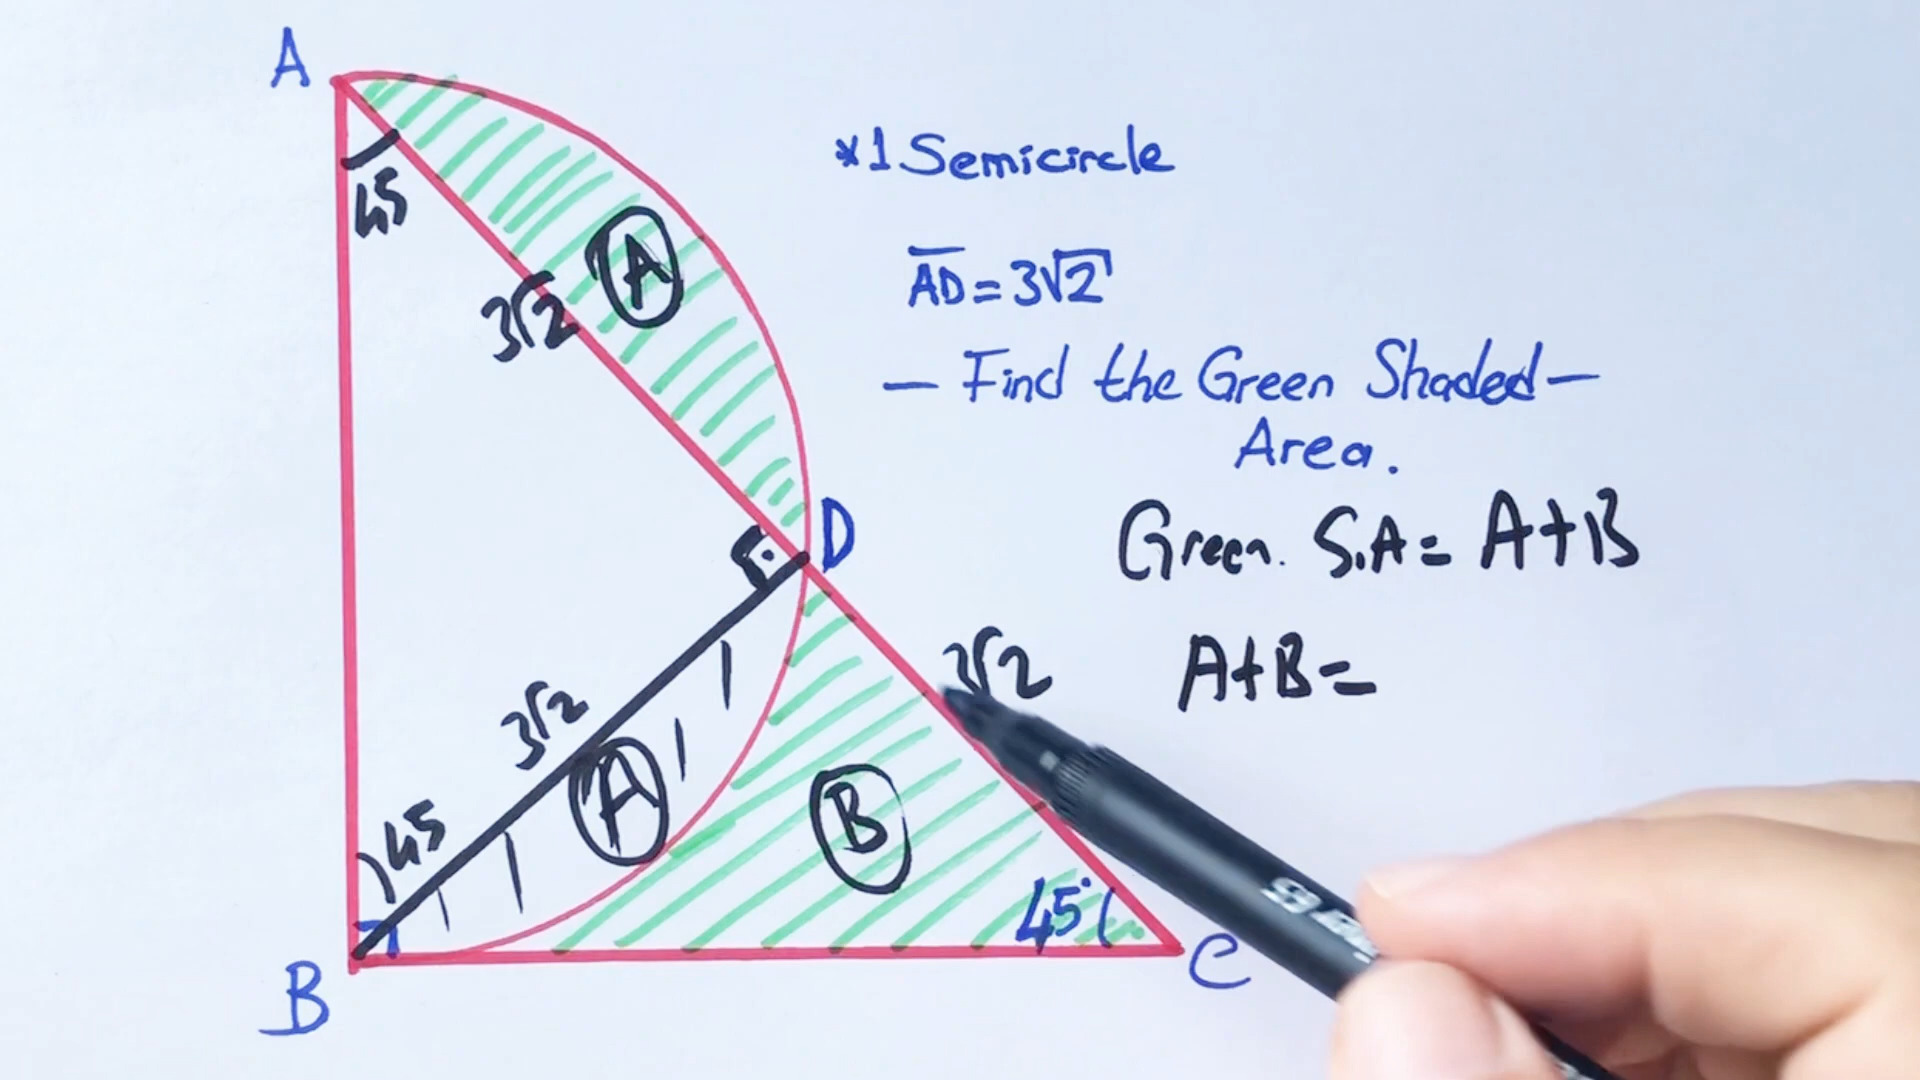 A
45
A
3√2
*1 Semicircle
AD = 3√2
— Find the Green Shaded —
Area.
Green. S.A = A+B
D
3√2
A+B=
3√2
A
B
45
45° 
B
C